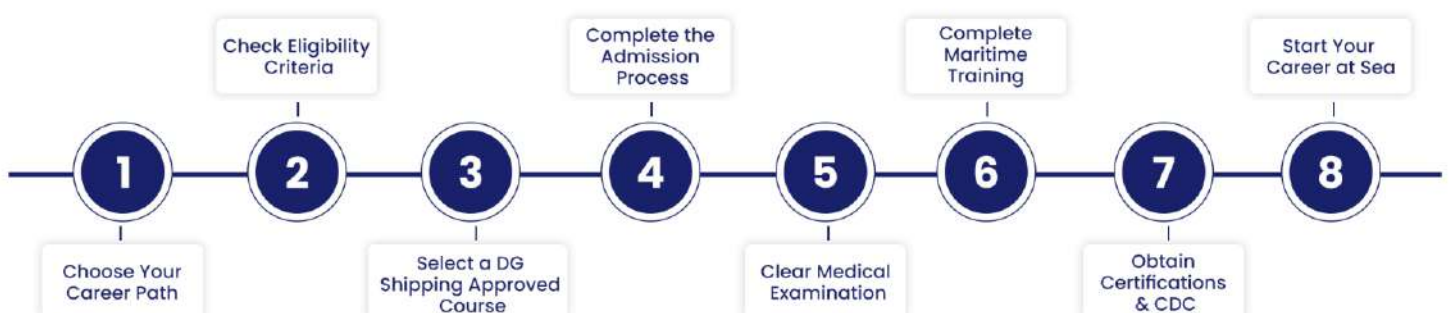 Check Eligibility
Criteria
Complete the
Admission
Process
Complete
Maritime
Training
Start Your
Career at Sea
1
2
3
4
5
6
7
8
Choose Your
Career Path
Select a DG
Shipping Approved
Course
Clear Medical
Examination
Obtain
Certifications
& CDC